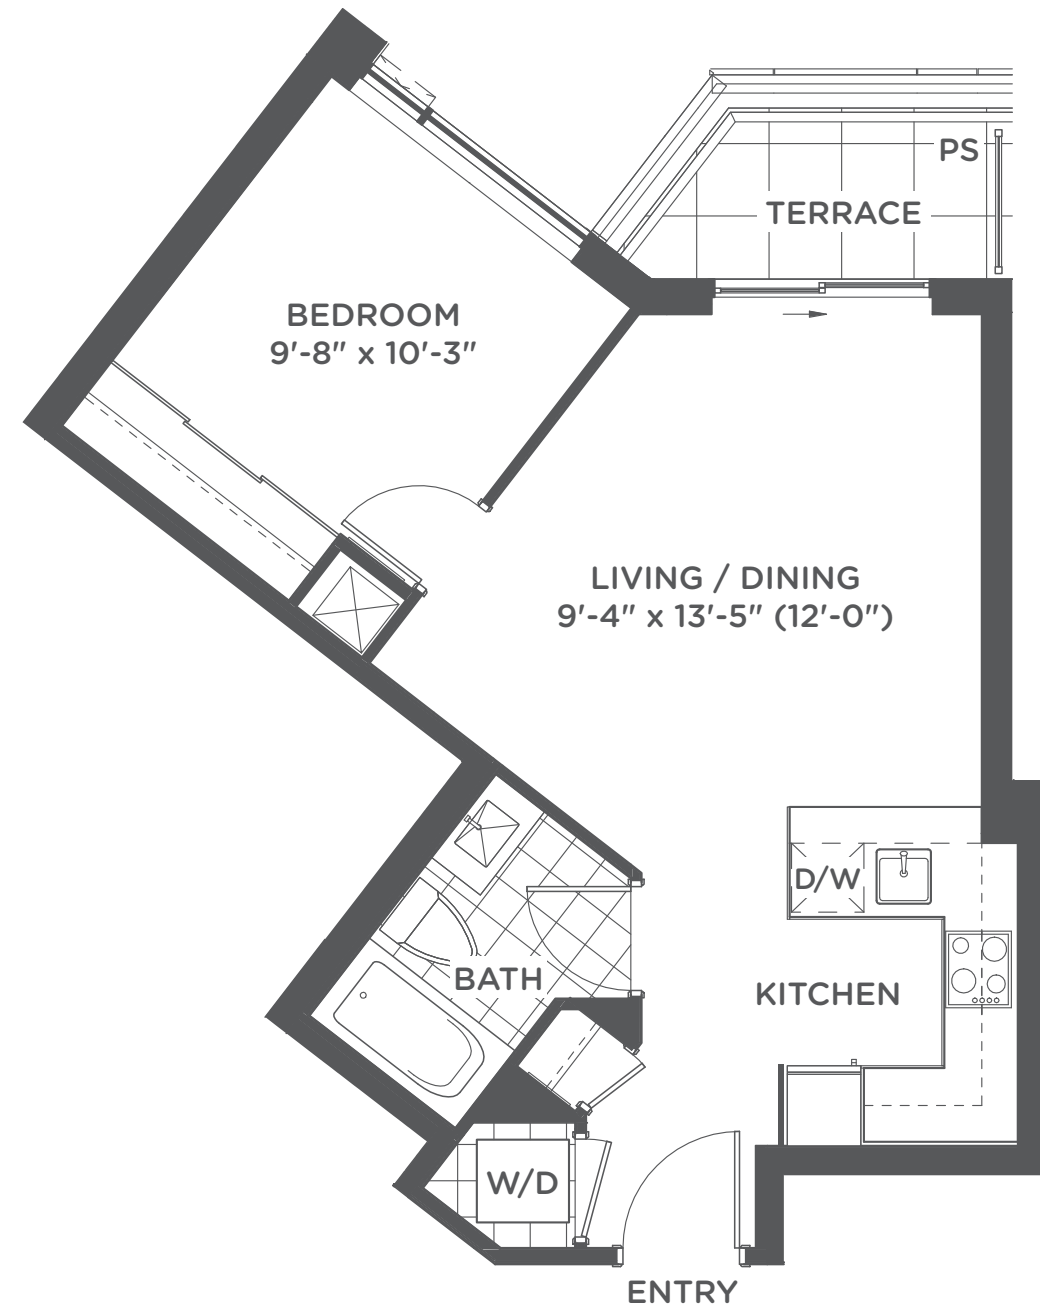 PS
TERRACE
BEDROOM
9'-8" x 10'-3"
LIVING / DINING
9'-4" x 13'-5" (12'-0")
D/W
BATH
KITCHEN
W/D
ENTRY